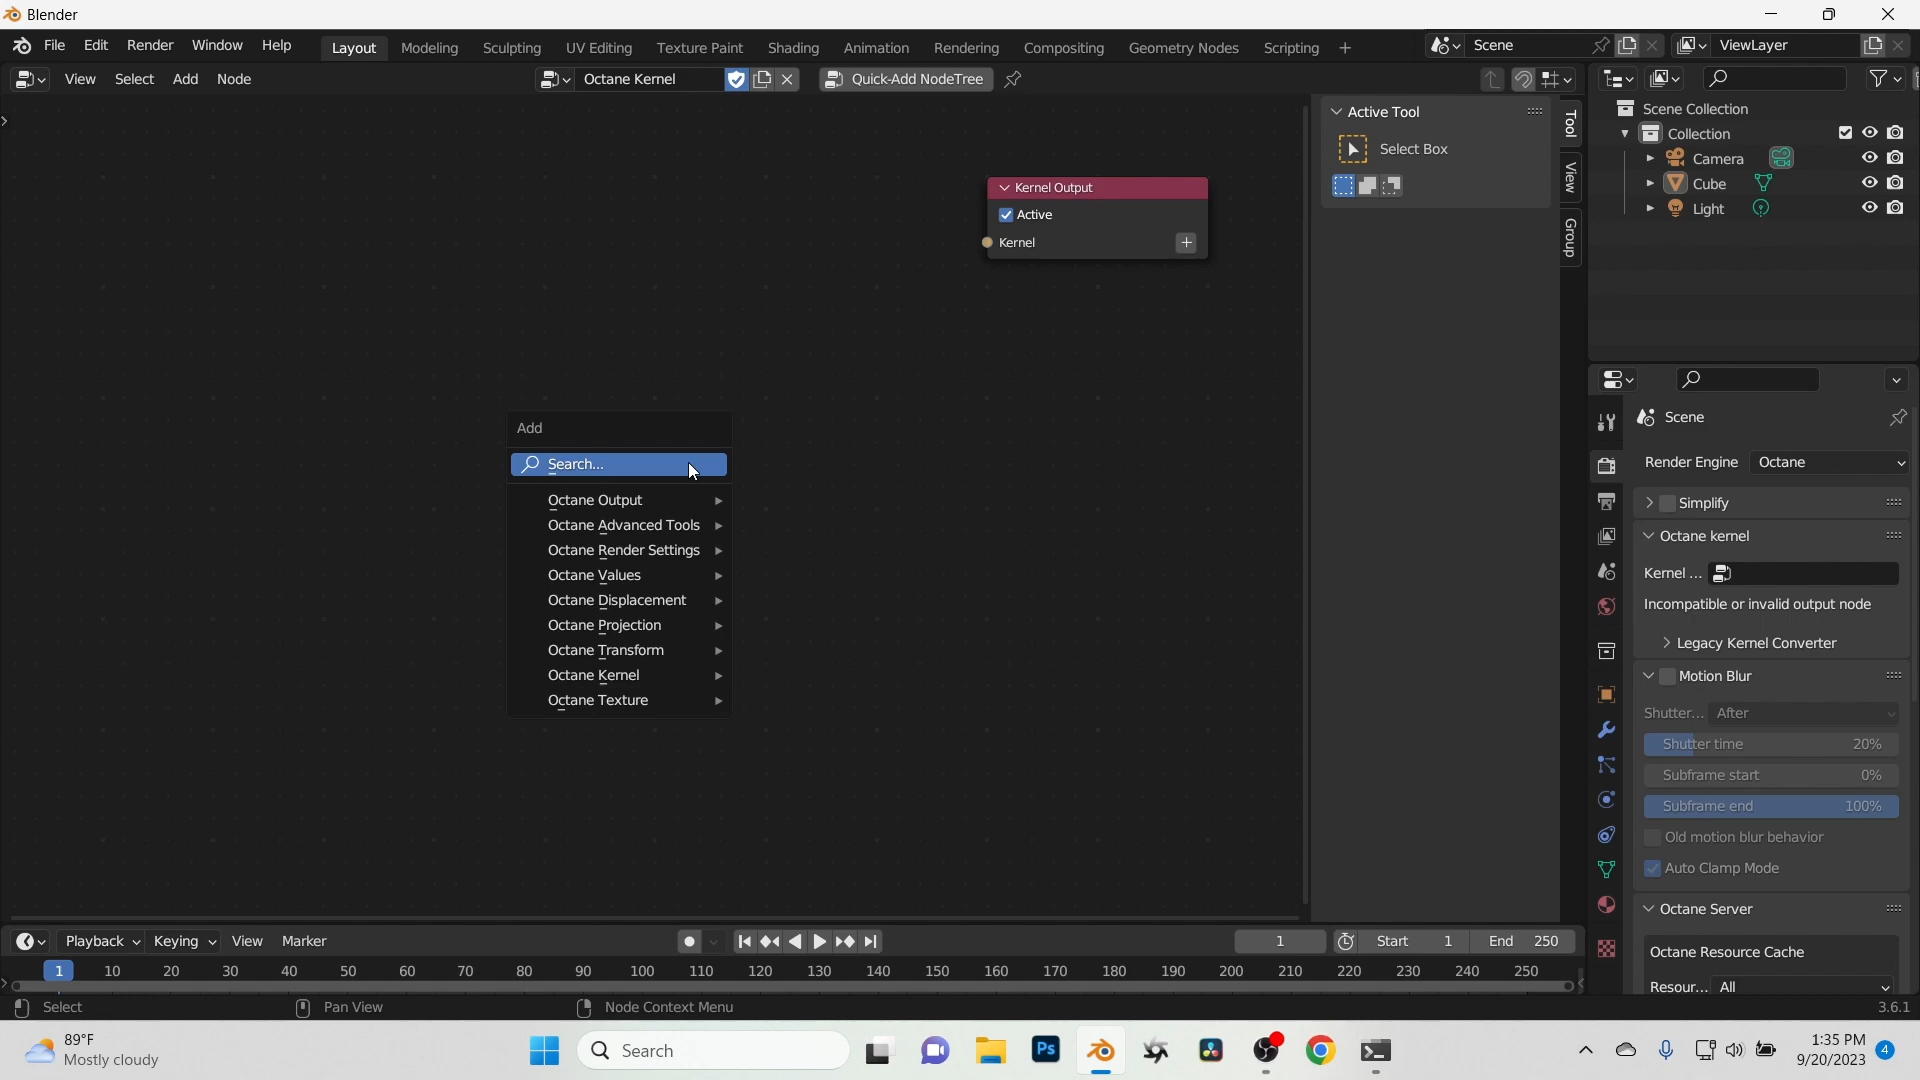 Blender
File Edit Render Window Help Layout Modeling Sculpting UV Editing Texture Paint Shading Animation Rendering Compositing Geometry Nodes Scripting + Scene ViewLayer
View Select Add Node Octane Kernel Quick-Add NodeTree
Active Tool
Select Box
Tool
View
Group
Kernel Output
Active
Kernel +
Add
Search...
Octane Output
Octane Advanced Tools
Octane Render Settings
Octane Values
Octane Displacement
Octane Projection
Octane Transform
Octane Kernel
Octane Texture
Scene Collection
Collection
Camera
Cube
Light
Scene
Render Engine Octane
Simplify
Octane kernel
Kernel ...
Incompatible or invalid output node
Legacy Kernel Converter
Motion Blur
Shutter... After
Shutter time 20%
Subframe start 0%
Subframe end 100%
Old motion blur behavior
Auto Clamp Mode
Octane Server
Octane Resource Cache
Resour... All
Playback Keying View Marker 1 Start 1 End 250
1 10 20 30 40 50 60 70 80 90 100 110 120 130 140 150 160 170 180 190 200 210 220 230 240 250
Select Pan View Node Context Menu 3.6.1
89°F
Mostly cloudy
Search
Ps
1:35 PM
9/20/2023
4